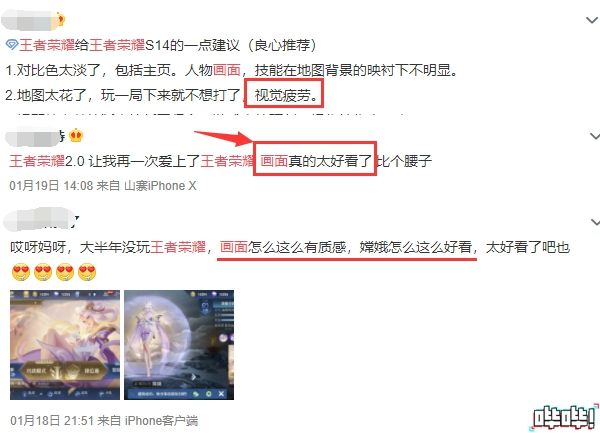 王者荣耀给王者荣耀S14的一点建议（良心推荐）
1.对比色太淡了，包括主页。人物画面，技能在地图背景的映衬下不明显。
2.地图太花了，玩一局下来就不想打了，视觉疲劳。
王者荣耀2.0 让我再一次爱上了王者荣耀 画面真的太好看了 比个腰子
01月19日 14:08 来自 山寨iPhone X
了
哎呀妈呀，大半年没玩王者荣耀，画面怎么这么有质感，嫦娥怎么这么好看，太好看了吧也
排位赛
01月18日 21:51 来自 iPhone客户端